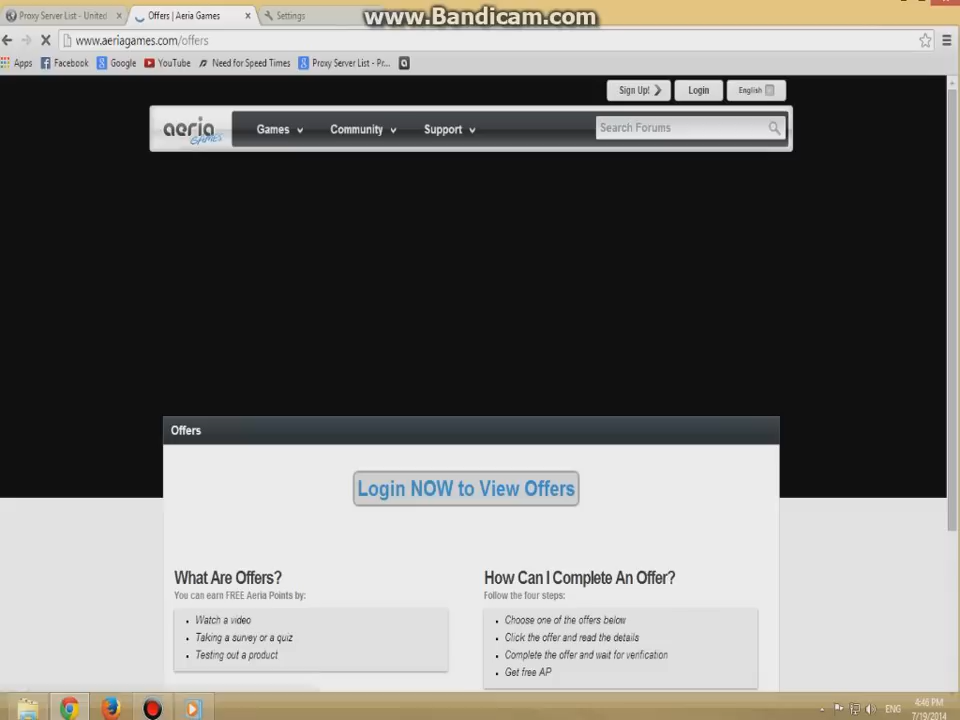 www.Bandicam.com
Proxy Server List - United
Offers | Aeria Games
Settings
www.aeriagames.com/offers
Apps
Facebook
Google
YouTube
Need for Speed Times
Proxy Server List - Pr...
Sign Up!
Login
English
aeria GAMES
Games
Community
Support
Search Forums
Offers
Login NOW to View Offers
What Are Offers?
You can earn FREE Aeria Points by:
Watch a video
Taking a survey or a quiz
Testing out a product
How Can I Complete An Offer?
Follow the four steps:
Choose one of the offers below
Click the offer and read the details
Complete the offer and wait for verification
Get free AP
ENG
4:46 PM
7/19/2014